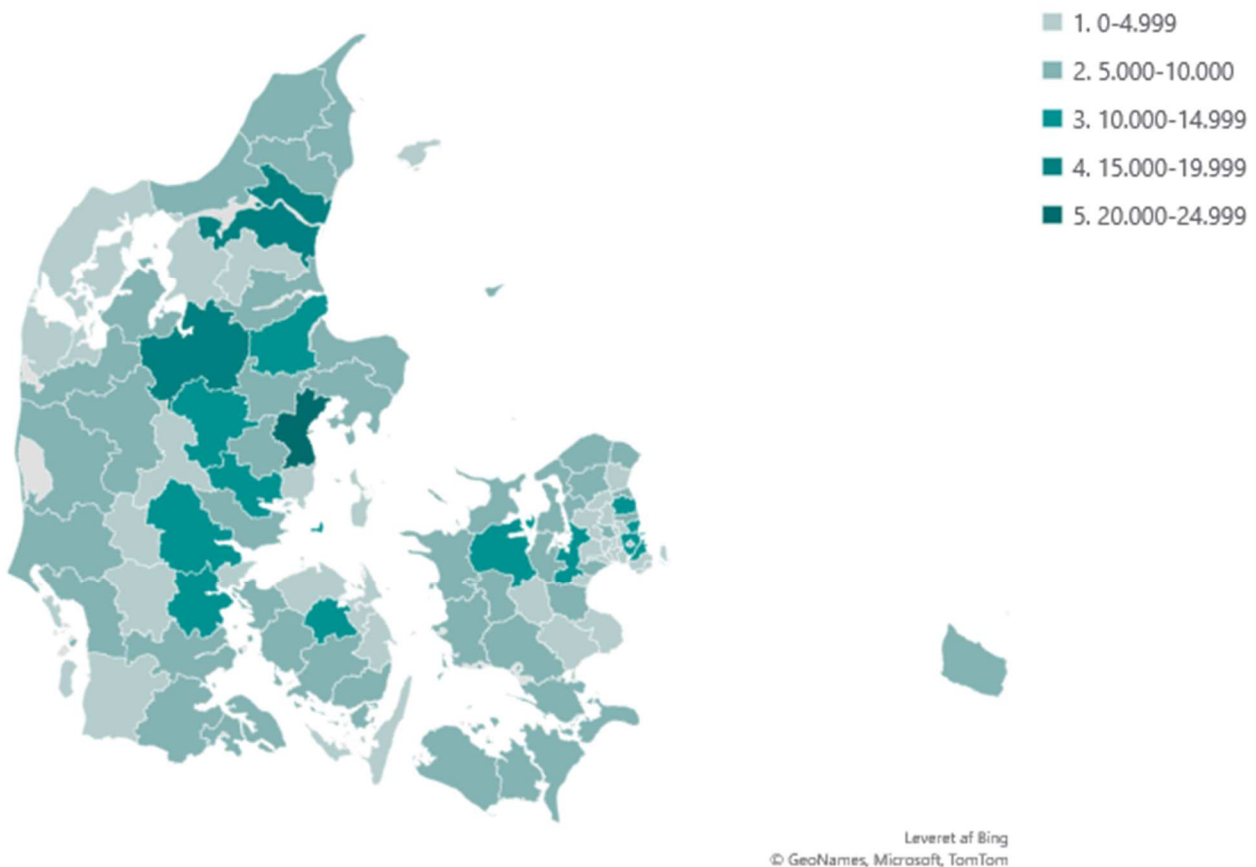 1. 0-4.999
2. 5.000-10.000
3. 10.000-14.999
4. 15.000-19.999
5. 20.000-24.999
Leveret af Bing
© GeoNames, Microsoft, TomTom